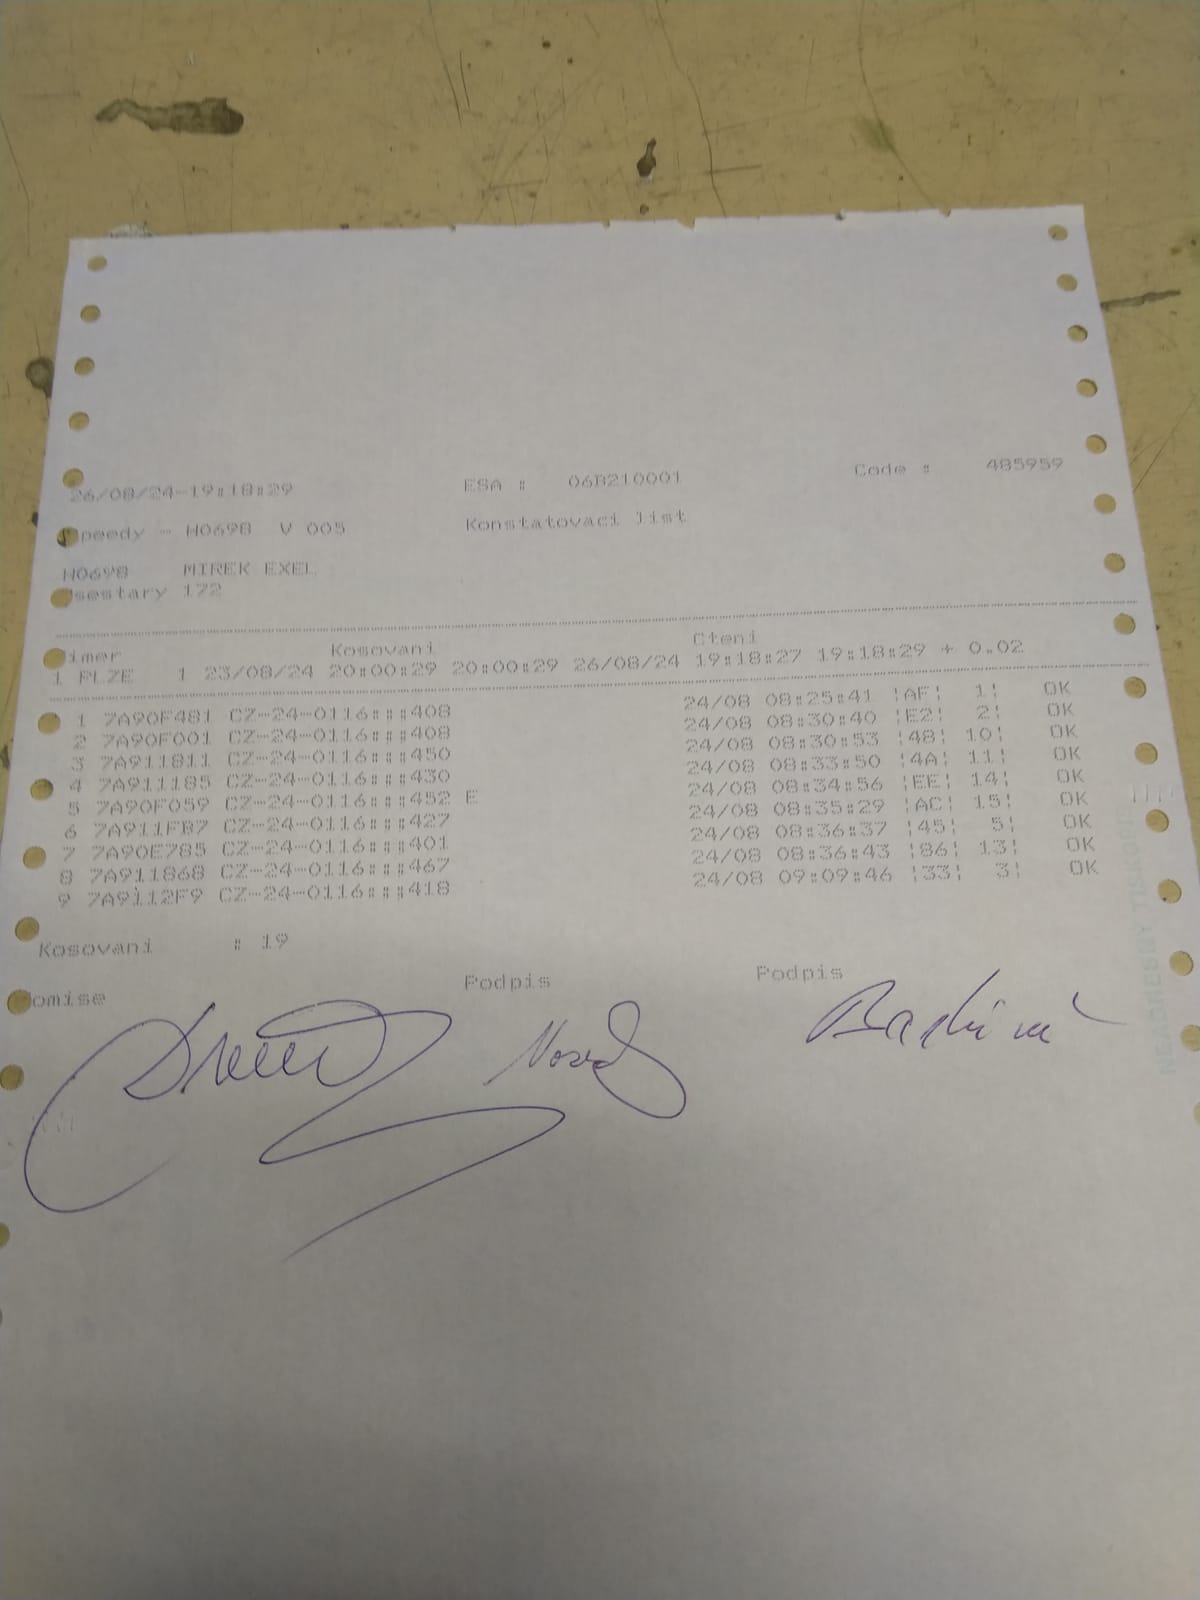 26/08/24-19:18:29 ESA : 06B210001 Code : 485959
Speedy - H0698 V 005 Konstatovaci list
H0698 MIREK EXEL
Vsestary 172
Timer Kosovani Cteni
1 PLZE 1 23/08/24 20:00:29 20:00:29 26/08/24 19:18:27 19:18:29 + 0.02
1 7A90F481 CZ-24-0116:::408 24/08 08:25:41 ¦AF¦ 1¦ OK
2 7A90F001 CZ-24-0116:::408 24/08 08:30:40 ¦E2¦ 2¦ OK
3 7A911811 CZ-24-0116:::450 24/08 08:30:53 ¦48¦ 10¦ OK
4 7A911185 CZ-24-0116:::430 24/08 08:33:50 ¦4A¦ 11¦ OK
5 7A90F059 CZ-24-0116:::452 E 24/08 08:34:56 ¦EE¦ 14¦ OK
6 7A911FB7 CZ-24-0116:::427 24/08 08:35:29 ¦AC¦ 15¦ OK
7 7A90E785 CZ-24-0116:::401 24/08 08:36:37 ¦45¦ 5¦ OK
8 7A911868 CZ-24-0116:::467 24/08 08:36:43 ¦86¦ 13¦ OK
9 7A9112F9 CZ-24-0116:::418 24/08 09:09:46 ¦33¦ 3¦ OK
Kosovani : 19
omise Podpis Podpis